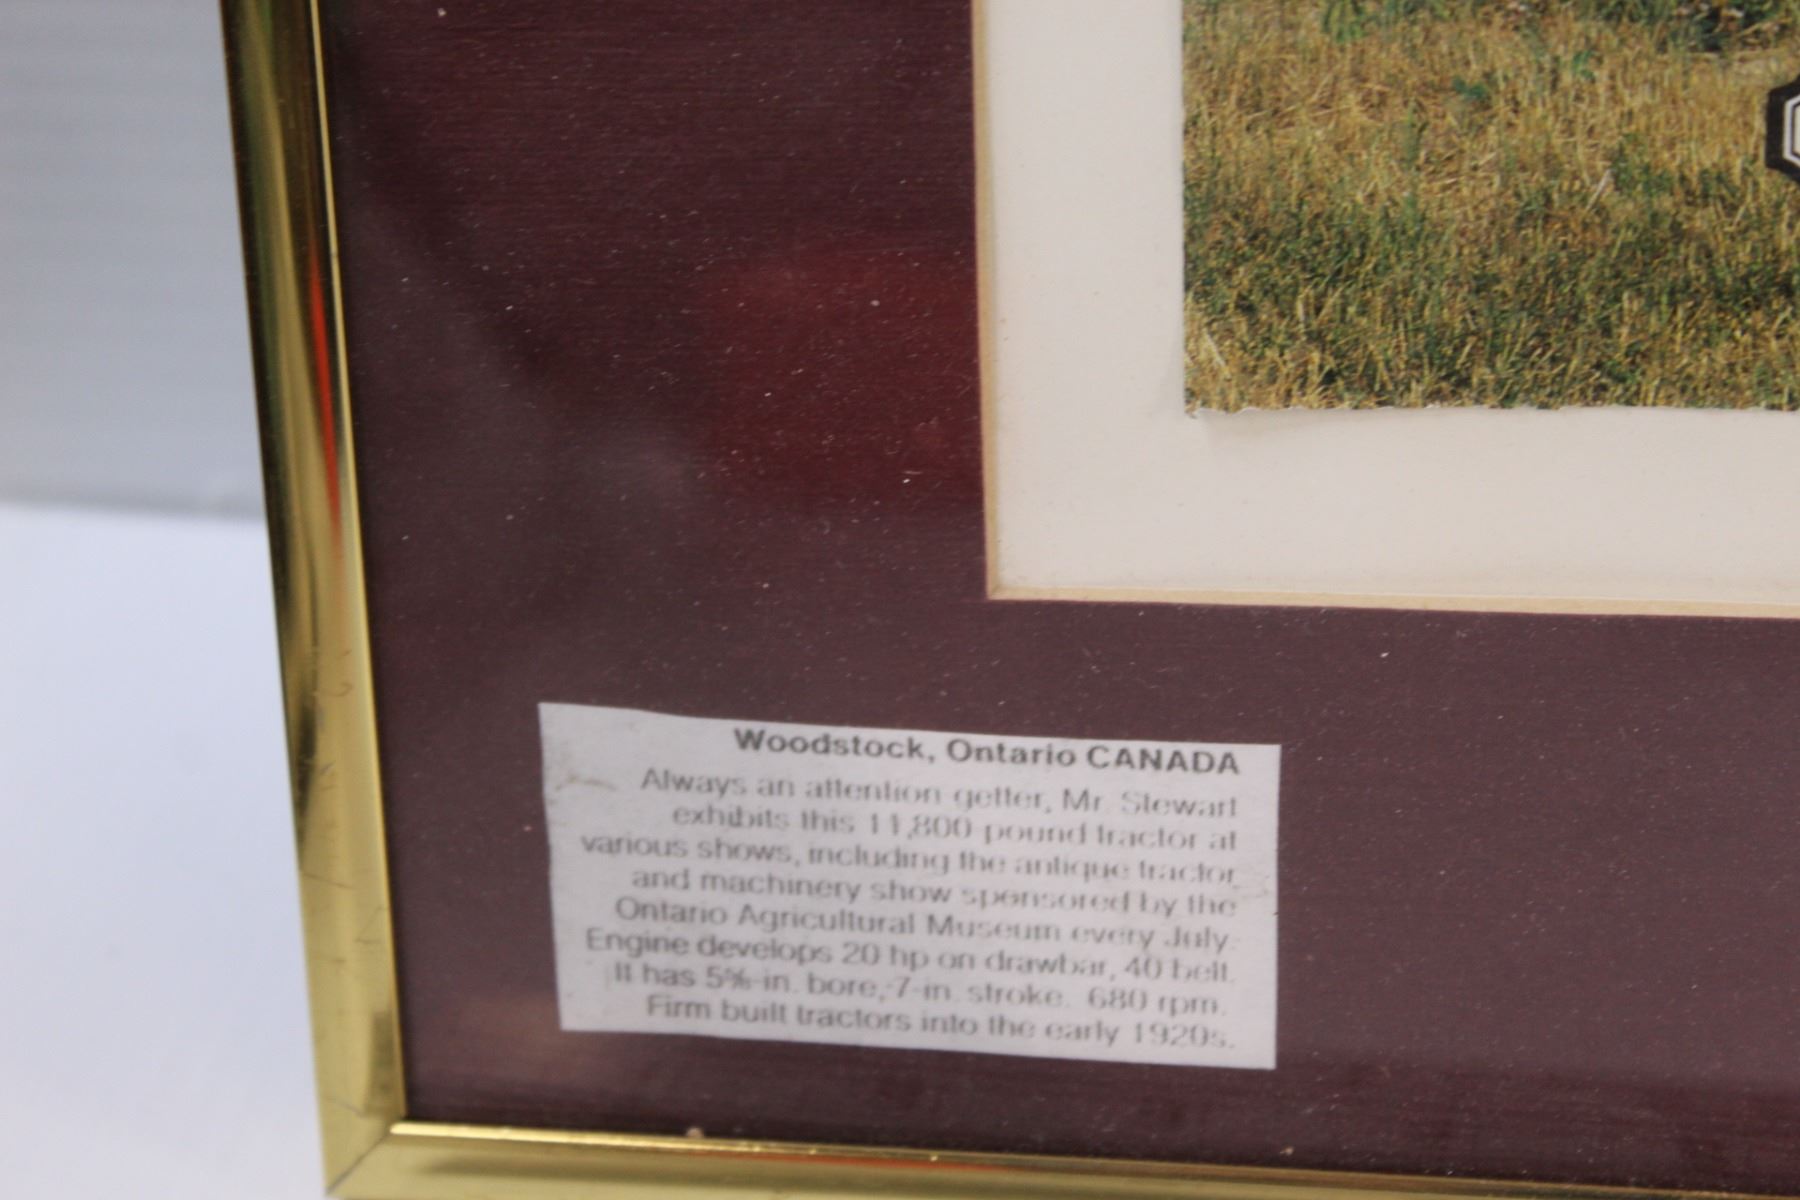 Woodstock, Ontario CANADA
Always an attention getter, Mr. Stewart
exhibits this 11,800 pound tractor at
various shows, including the antique tractor
and machinery show sponsored by the
Ontario Agricultural Museum every July.
Engine develops 20 hp on drawbar, 40 belt.
It has 5⅝-in. bore, 7-in. stroke. 680 rpm.
Firm built tractors into the early 1920s.